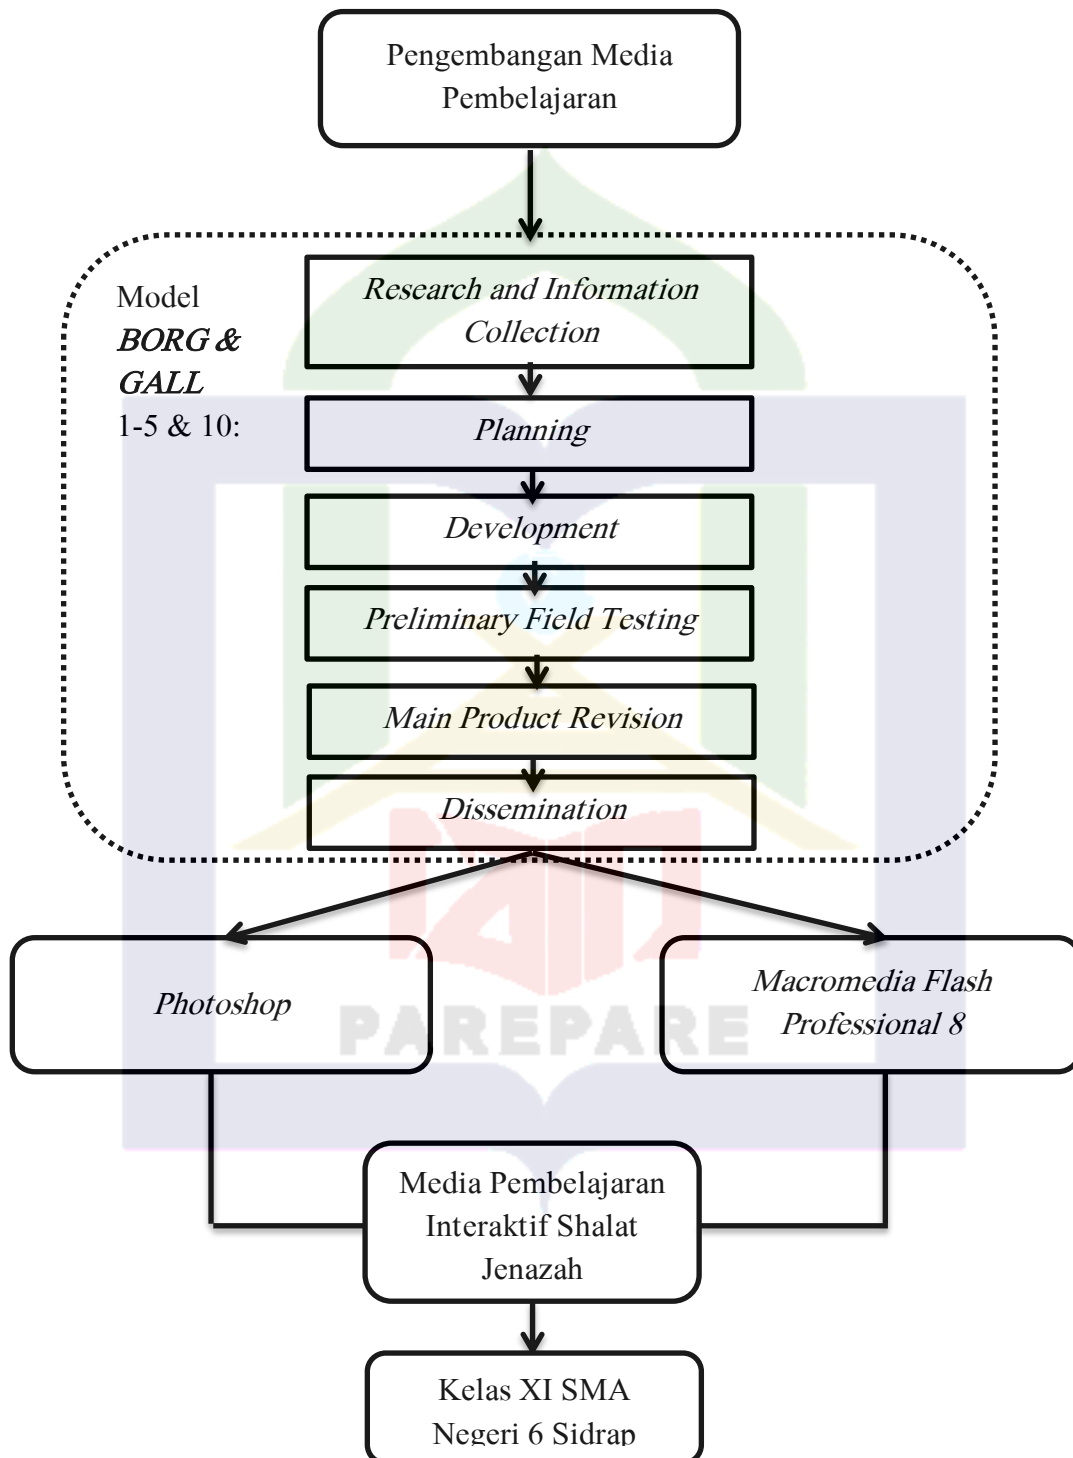 Pengembangan Media
Pembelajaran
Model
BORG &
GALL
1-5 & 10:
Research and Information
Collection
Planning
Development
Preliminary Field Testing
Main Product Revision
Dissemination
Photoshop
Macromedia Flash
Professional 8
PAREPARE
Media Pembelajaran
Interaktif Shalat
Jenazah
Kelas XI SMA
Negeri 6 Sidrap